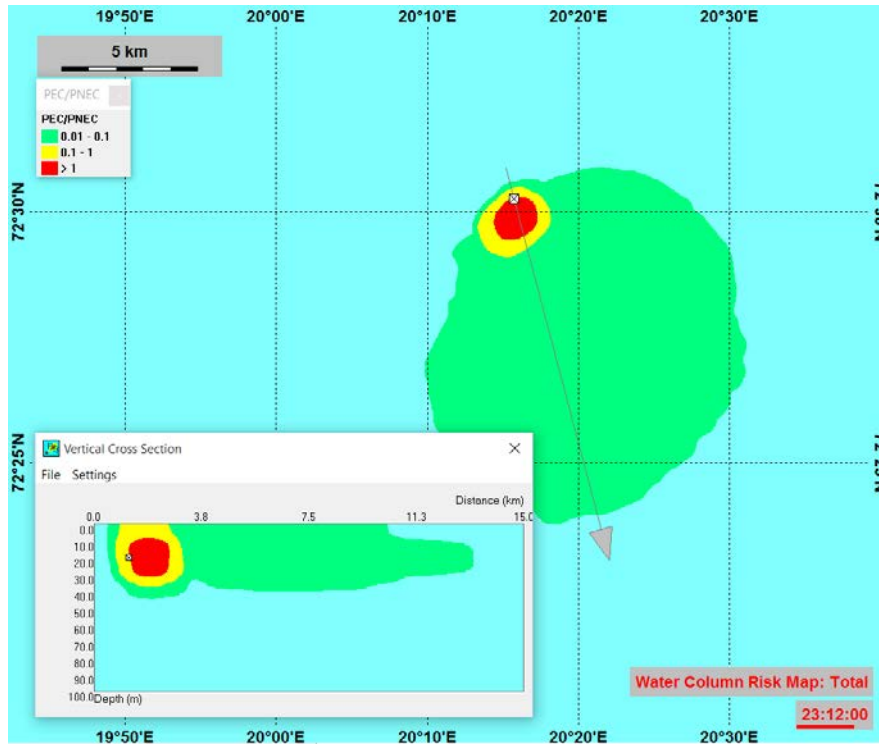 19°50'E 20°00'E 20°10'E 20°20'E 20°30'E
5 km
PEC/PNEC
PEC/PNEC
0.01 - 0.1
0.1 - 1
> 1
72°30'N
72°25'N
Vertical Cross Section
File Settings
Distance (km)
0.0 3.8 7.5 11.3 15.0
0.0
10.0
20.0
30.0
40.0
50.0
60.0
70.0
80.0
90.0
100.0 Depth (m)
Water Column Risk Map: Total
23:12:00
19°50'E 20°00'E 20°10'E 20°20'E 20°30'E